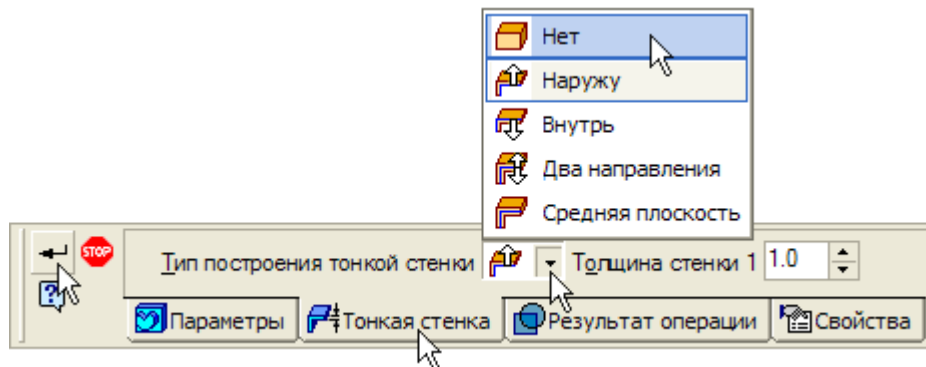 Нет
Наружу
Внутрь
Два направления
Средняя плоскость
STOP
Тип построения тонкой стенки
Толщина стенки 1 1.0
Параметры Тонкая стенка Результат операции Свойства